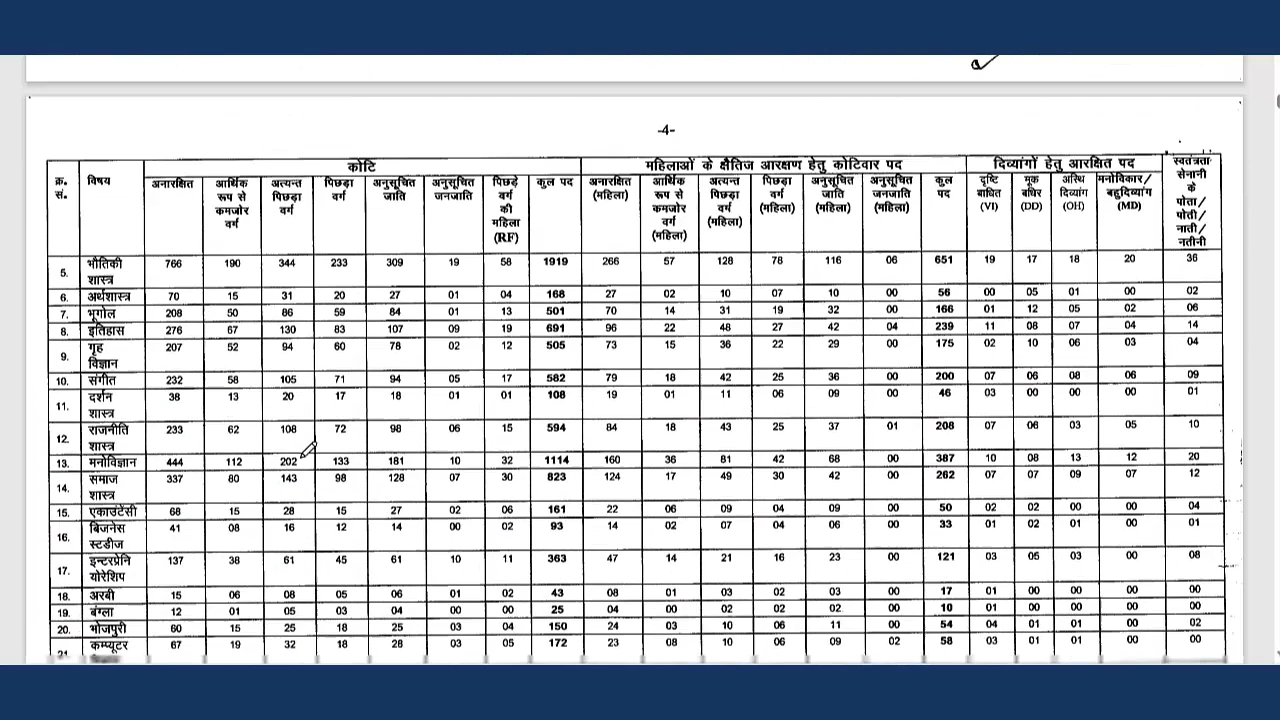 -4-
क्र. सं. विषय कोटि महिलाओं के क्षैतिज आरक्षण हेतु कोटिवार पद दिव्यांगों हेतु आरक्षित पद स्वतंत्रता सेनानी के पोता/ पोती/ नाती/ नतीनी
अनारक्षित आर्थिक रूप से कमजोर वर्ग अत्यन्त पिछड़ा वर्ग पिछड़ा वर्ग अनुसूचित जाति अनुसूचित जनजाति पिछड़े वर्ग की महिला (RF) कुल पद अनारक्षित (महिला) आर्थिक रूप से कमजोर वर्ग (महिला) अत्यन्त पिछड़ा वर्ग (महिला) पिछड़ा वर्ग (महिला) अनुसूचित जाति (महिला) अनुसूचित जनजाति (महिला) कुल पद दृष्टि बाधित (VI) मूक बधिर (DD) अस्थि दिव्यांग (OH) मनोविकार/ बहुदिव्यांग (MD)
5. भौतिकी शास्त्र 766 190 344 233 309 19 58 1919 266 57 128 78 116 06 651 19 17 18 20 36
6. अर्थशास्त्र 70 15 31 20 27 01 04 168 27 02 10 07 10 00 56 00 05 01 00 02
7. भूगोल 208 50 86 59 84 01 13 501 70 14 31 19 32 00 166 01 12 05 02 06
8. इतिहास 276 67 130 83 107 09 19 691 96 22 48 27 42 04 239 11 08 07 04 14
9. गृह विज्ञान 207 52 94 60 78 02 12 505 73 15 36 22 29 00 175 02 10 06 03 04
10. संगीत 232 58 105 71 94 05 17 582 79 18 42 25 36 00 200 07 06 08 06 09
11. दर्शन शास्त्र 38 13 20 17 18 01 01 108 19 01 11 06 09 00 46 03 00 00 00 01
12. राजनीति शास्त्र 233 62 108 72 98 06 15 594 84 18 43 25 37 01 208 07 06 03 05 10
13. मनोविज्ञान 444 112 202 133 181 10 32 1114 160 36 81 42 68 00 387 10 08 13 12 20
14. समाज शास्त्र 337 80 143 98 128 07 30 823 124 17 49 30 42 00 262 07 07 09 07 12
15. एकाउंटेंसी 68 15 28 15 27 02 06 161 22 06 09 04 09 00 50 02 02 00 00 04
16. बिजनेस स्टडीज 41 08 16 12 14 00 02 93 14 02 07 04 06 00 33 01 02 01 00 01
17. इन्टरप्रेनि योरेशिप 137 38 61 45 61 10 11 363 47 14 21 16 23 00 121 03 05 03 00 08
18. अरबी 15 06 08 05 06 01 02 43 08 01 03 02 03 00 17 01 00 00 00 00
19. बंग्ला 12 01 05 03 04 00 00 25 04 00 02 02 02 00 10 01 00 00 00 00
20. भोजपुरी 60 15 25 18 25 03 04 150 24 03 10 06 11 00 54 04 01 01 00 02
21. कम्प्यूटर 67 19 32 18 28 03 05 172 23 08 10 06 09 02 58 03 01 01 00 00